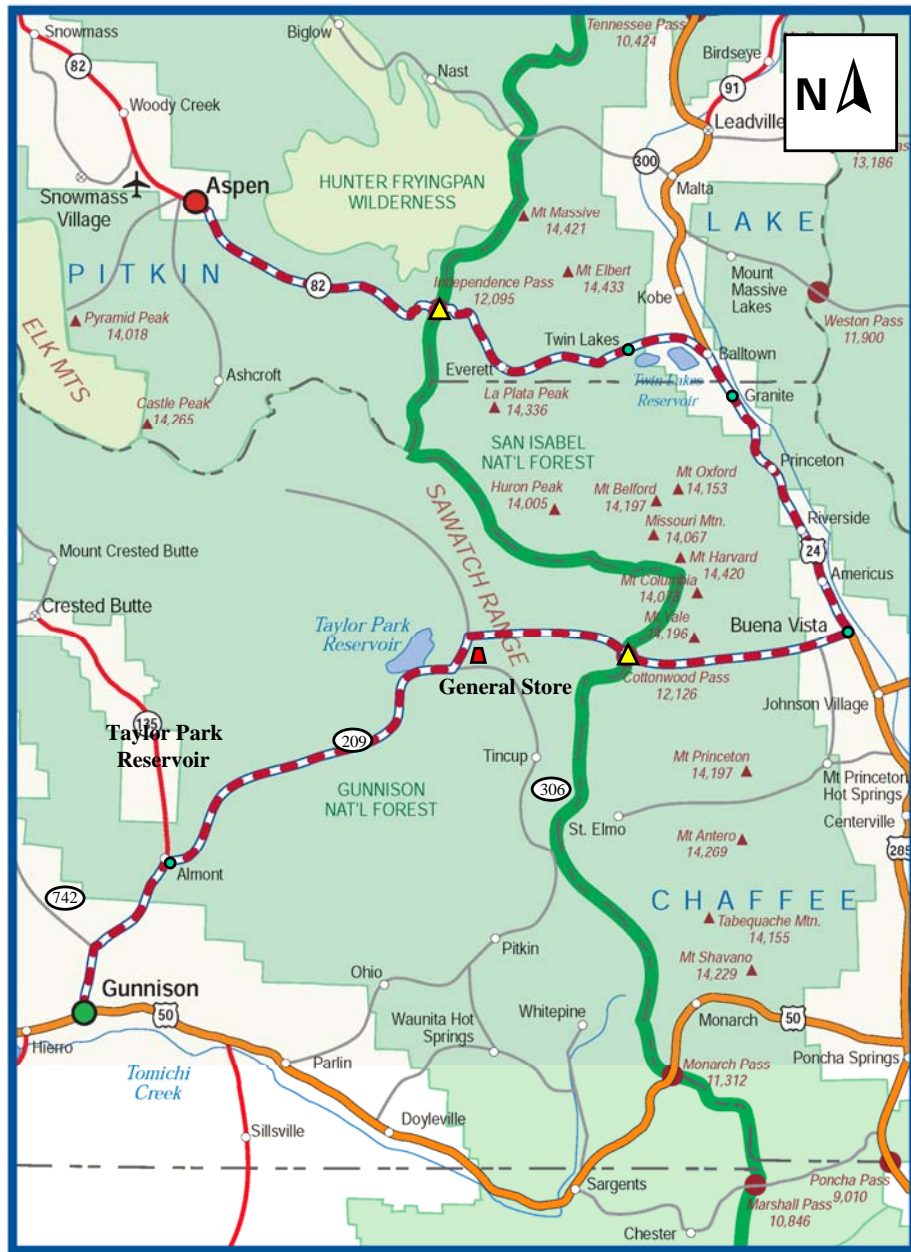 Snowmass
82
Woody Creek
Snowmass
Village
Aspen
PITKIN
Biglow
Nast
HUNTER FRYINGPAN
WILDERNESS
Tennessee Pass
10,424
Birdseye
91
N
Leadville
13,186
300
Malta
LAKE
Mt Massive
14,421
Mt Elbert
14,433
Mount
Massive
Lakes
Kobe
Weston Pass
11,900
82
Independence Pass
12,095
Twin Lakes
Balltown
Pyramid Peak
14,018
ELK MTS
Ashcroft
Castle Peak
14,265
Everett
Twin Lakes
Reservoir
Granite
La Plata Peak
14,336
SAN ISABEL
NAT'L FOREST
Princeton
Mt Oxford
14,153
Mt Belford
14,197
Huron Peak
14,005
Missouri Mtn.
14,067
Riverside
24
Mt Harvard
14,420
Americus
Mt Columbia
14,073
SAWATCH RANGE
Mount Crested Butte
Crested Butte
Taylor Park
Reservoir
Mt Yale
14,196
Buena Vista
General Store
Cottonwood Pass
12,126
Johnson Village
135
Taylor Park
Reservoir
209
Tincup
306
Mt Princeton
14,197
Mt Princeton
Hot Springs
GUNNISON
NAT'L FOREST
St. Elmo
Centerville
Mt Antero
14,269
285
Almont
742
CHAFFEE
Tabequache Mtn.
14,155
Pitkin
Mt Shavano
14,229
Gunnison
50
Ohio
Waunita Hot
Springs
Whitepine
Monarch
50
Hierro
Parlin
Poncha Springs
Tomichi
Creek
Monarch Pass
11,312
Doyleville
Sillsville
Sargents
Poncha Pass
9,010
Marshall Pass
10,846
Chester